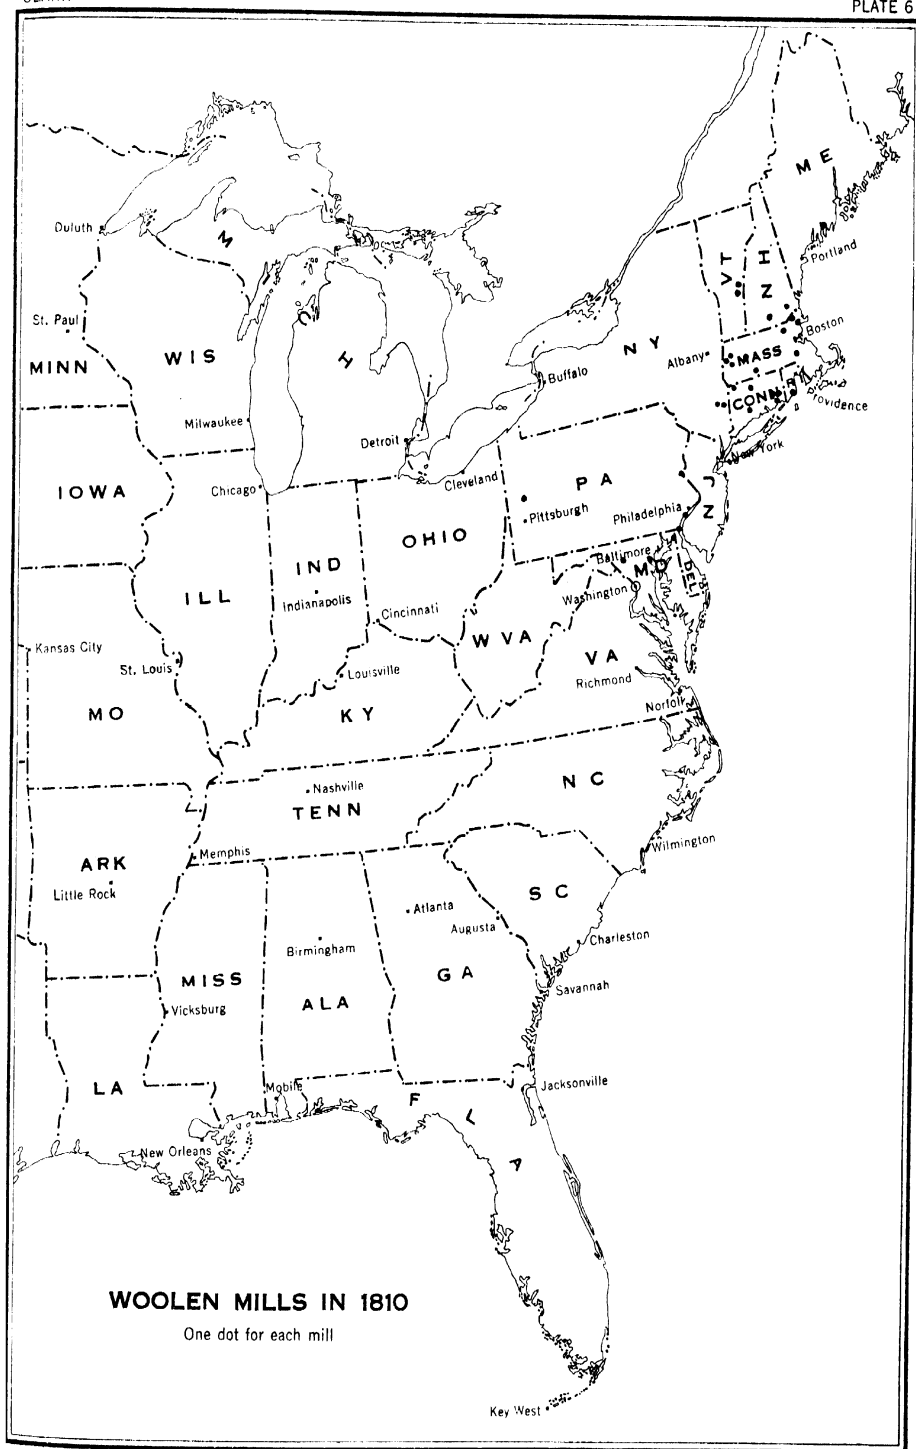 PLATE 6
M E
Duluth
M
Portland
V T
N H
St. Paul
MINN
WIS
C
H
N Y
Albany
MASS
Boston
Buffalo
CONN
R I
Providence
Milwaukee
Detroit
New York
IOWA
Chicago
Cleveland
P A
N J
Pittsburgh
Philadelphia
OHIO
IND
Baltimore
M D
DEL
ILL
Indianapolis
Washington
Cincinnati
W VA
Kansas City
St. Louis
Louisville
V A
Richmond
MO
K Y
Norfolk
Nashville
TENN
N C
Wilmington
ARK
Memphis
Little Rock
S C
Atlanta
Augusta
Charleston
Birmingham
MISS
ALA
G A
Savannah
Vicksburg
LA
Mobile
Jacksonville
F
L
A
New Orleans
WOOLEN MILLS IN 1810
One dot for each mill
Key West